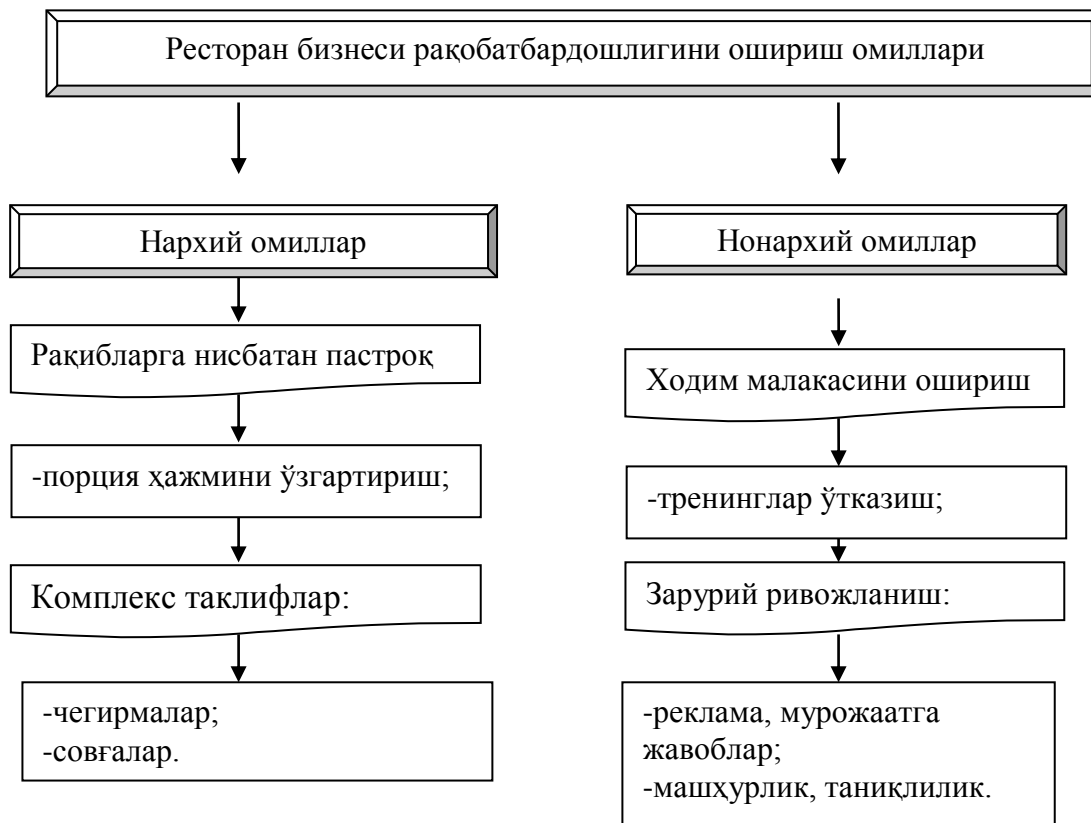 Ресторан бизнеси рақобатбардошлигини ошириш омиллари
Нархий омиллар
Рақибларга нисбатан пастроқ
-порция ҳажмини ўзгартириш;
Комплекс таклифлар:
-чегирмалар;
-совғалар.
Нонархий омиллар
Ходим малакасини ошириш
-тренинглар ўтказиш;
Зарурий ривожланиш:
-реклама, мурожаатга
жавоблар;
-машҳурлик, таниқлилик.